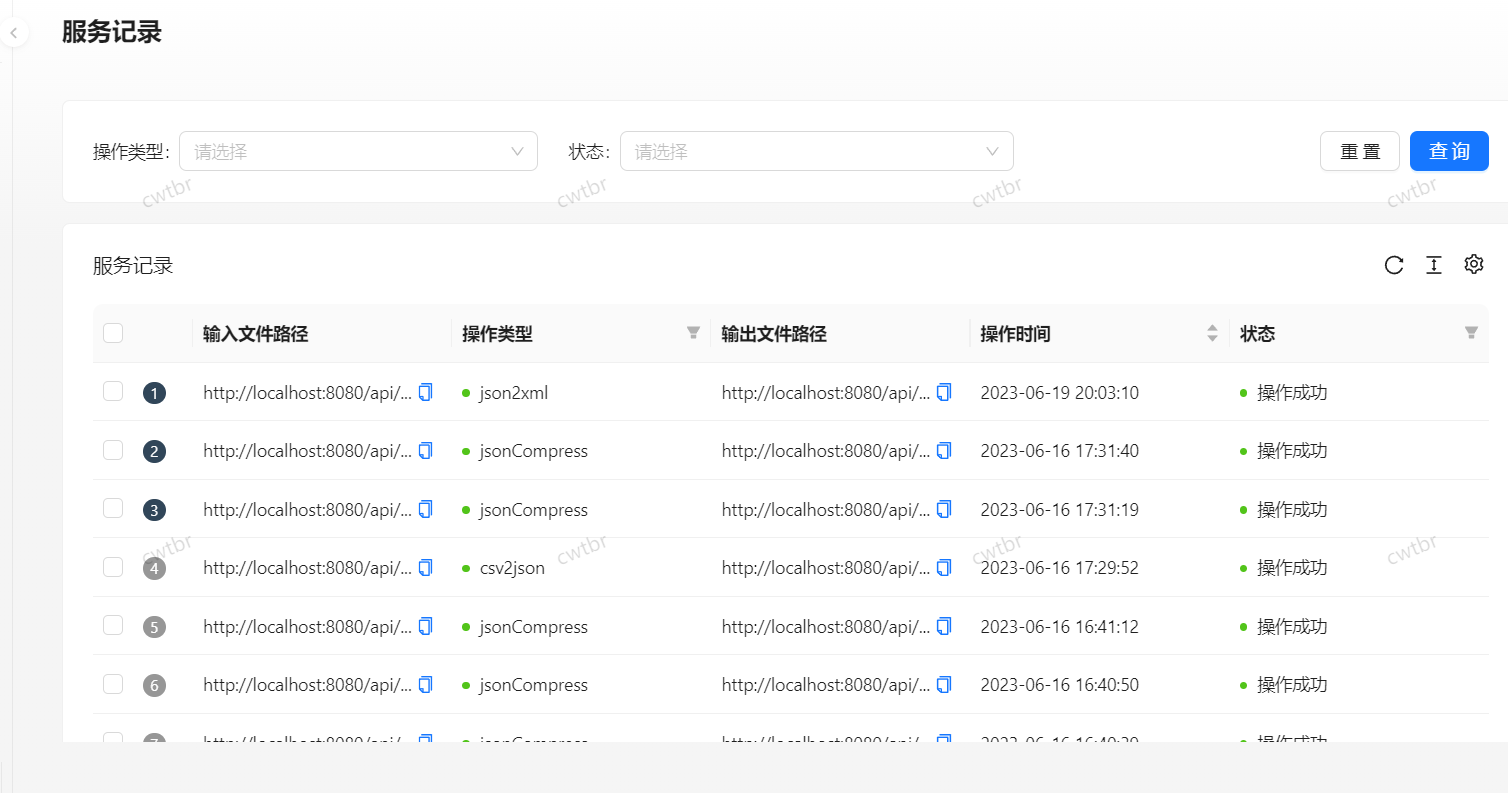 服务记录
操作类型: 请选择 状态: 请选择 重 置 查 询
cwtbr cwtbr cwtbr cwtbr
服务记录
输入文件路径 操作类型 输出文件路径 操作时间 状态
1 http://localhost:8080/api/... json2xml http://localhost:8080/api/... 2023-06-19 20:03:10 操作成功
2 http://localhost:8080/api/... jsonCompress http://localhost:8080/api/... 2023-06-16 17:31:40 操作成功
3 http://localhost:8080/api/... jsonCompress http://localhost:8080/api/... 2023-06-16 17:31:19 操作成功
cwtbr cwtbr cwtbr cwtbr
4 http://localhost:8080/api/... csv2json http://localhost:8080/api/... 2023-06-16 17:29:52 操作成功
5 http://localhost:8080/api/... jsonCompress http://localhost:8080/api/... 2023-06-16 16:41:12 操作成功
6 http://localhost:8080/api/... jsonCompress http://localhost:8080/api/... 2023-06-16 16:40:50 操作成功